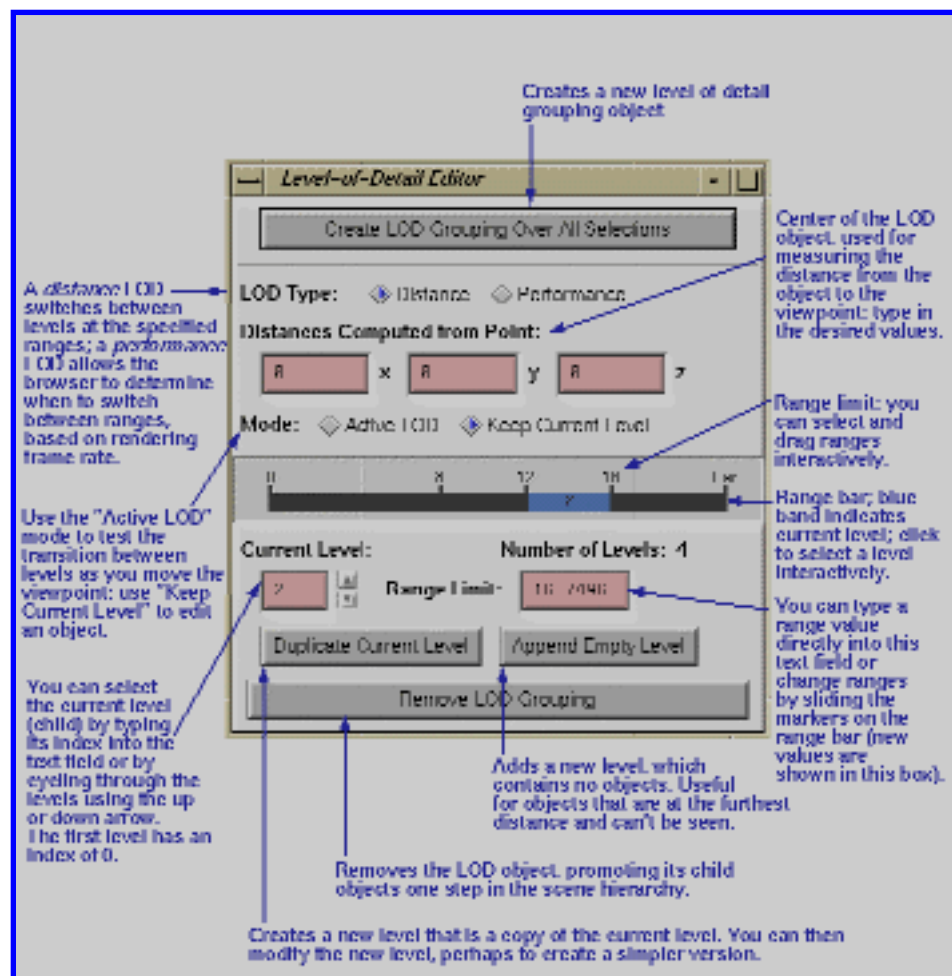 Creates a new level of detail
grouping object
Level-of-Detail Editor
Create LOD Grouping Over All Selections
Center of the LOD
object, used for
measuring the
distance from the
object to the
viewpoint; type in
the desired values.
A distance LOD
switches between
levels at the specified
ranges; a performance
LOD allows the
browser to determine
when to switch
between ranges,
based on rendering
frame rate.
LOD Type: Distance Performance
Distances Computed from Point:
0 x 0 y 0 z
Mode: Active LOD Keep Current Level
Range limit: you
can select and
drag ranges
interactively.
0 8 12 16 Far
2
Range bar; blue
band indicates
current level; click
to select a level
interactively.
Use the "Active LOD"
mode to test the
transition between
levels as you move the
viewpoint; use "Keep
Current Level" to edit
an object.
Current Level: Number of Levels: 4
2 Range Limit:
You can type a
range value
directly into this
text field or
change ranges
by sliding the
markers on the
range bar (new
values are
shown in this box).
Duplicate Current Level Append Empty Level
Remove LOD Grouping
You can select
the current level
(child) by typing
its index into the
text field or by
cycling through the
levels using the up
or down arrow.
The first level has an
index of 0.
Adds a new level, which
contains no objects. Useful
for objects that are at the furthest
distance and can't be seen.
Removes the LOD object, promoting its child
objects one step in the scene hierarchy.
Creates a new level that is a copy of the current level. You can then
modify the new level, perhaps to create a simpler version.